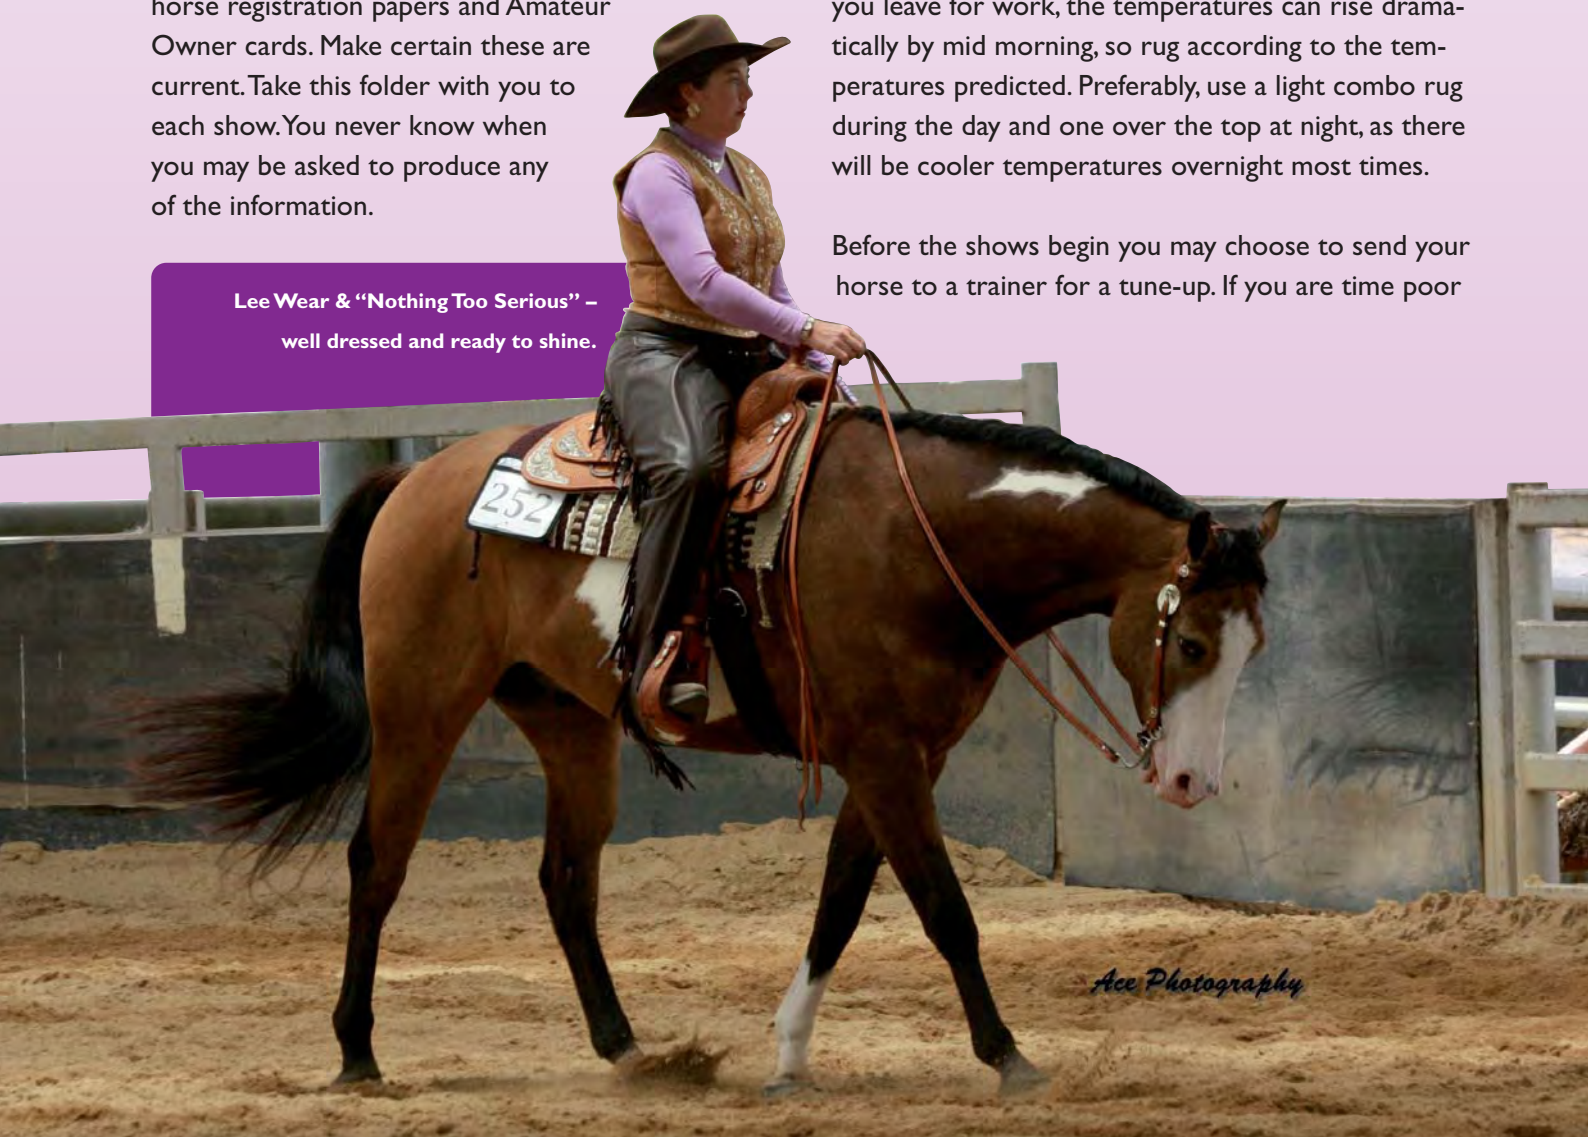 horse registration papers and Amateur
Owner cards. Make certain these are
current. Take this folder with you to
each show. You never know when
you may be asked to produce any
of the information.
Lee Wear & “Nothing Too Serious” –
well dressed and ready to shine.
you leave for work, the temperatures can rise drama-
tically by mid morning, so rug according to the tem-
peratures predicted. Preferably, use a light combo rug
during the day and one over the top at night, as there
will be cooler temperatures overnight most times.
Before the shows begin you may choose to send your
horse to a trainer for a tune-up. If you are time poor
252
Ace Photography